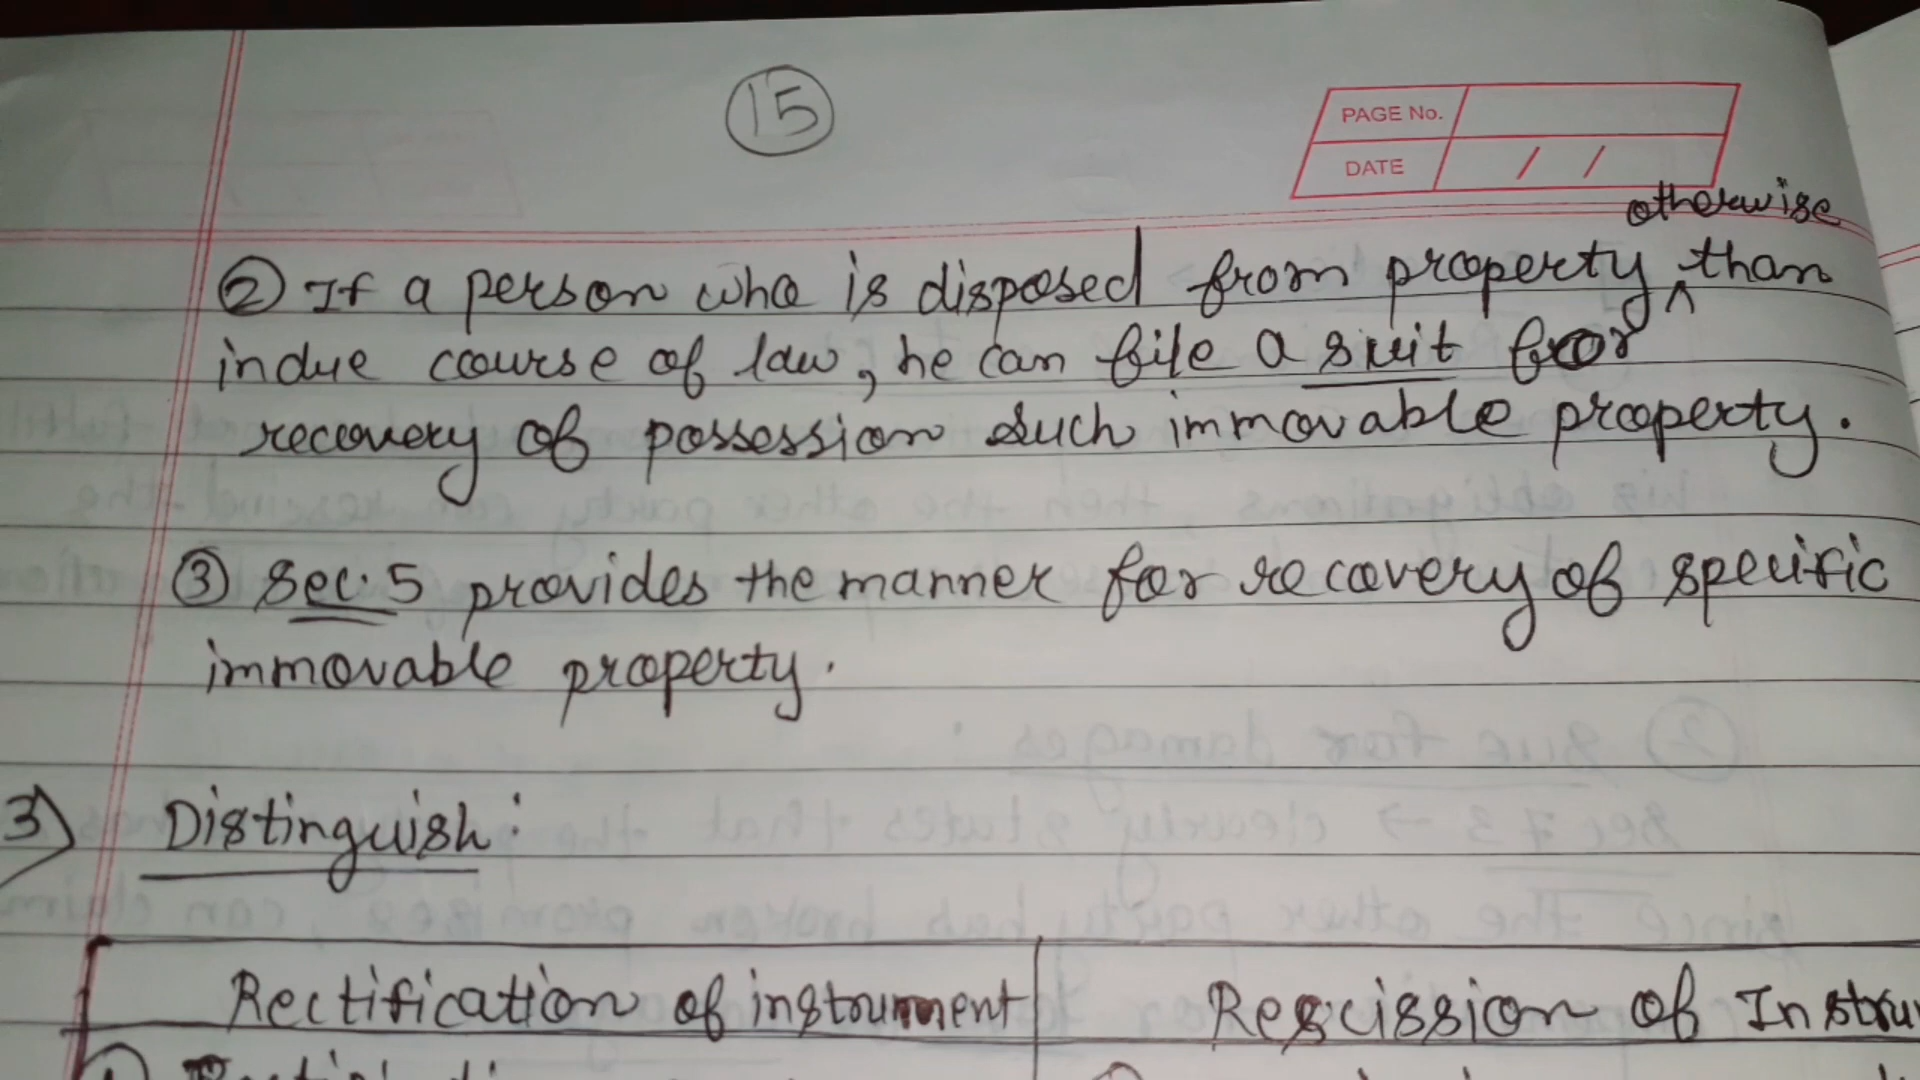 15
PAGE No.
DATE / /
otherwise
② If a person who is disposed from property ^ than
indue course of law, he can file a suit for
recovery of possession such immovable property.
③ Sec. 5 provides the manner for recovery of specific
immovable property.
3) Distinguish:
Rectification of instrument
Rescission of Instru